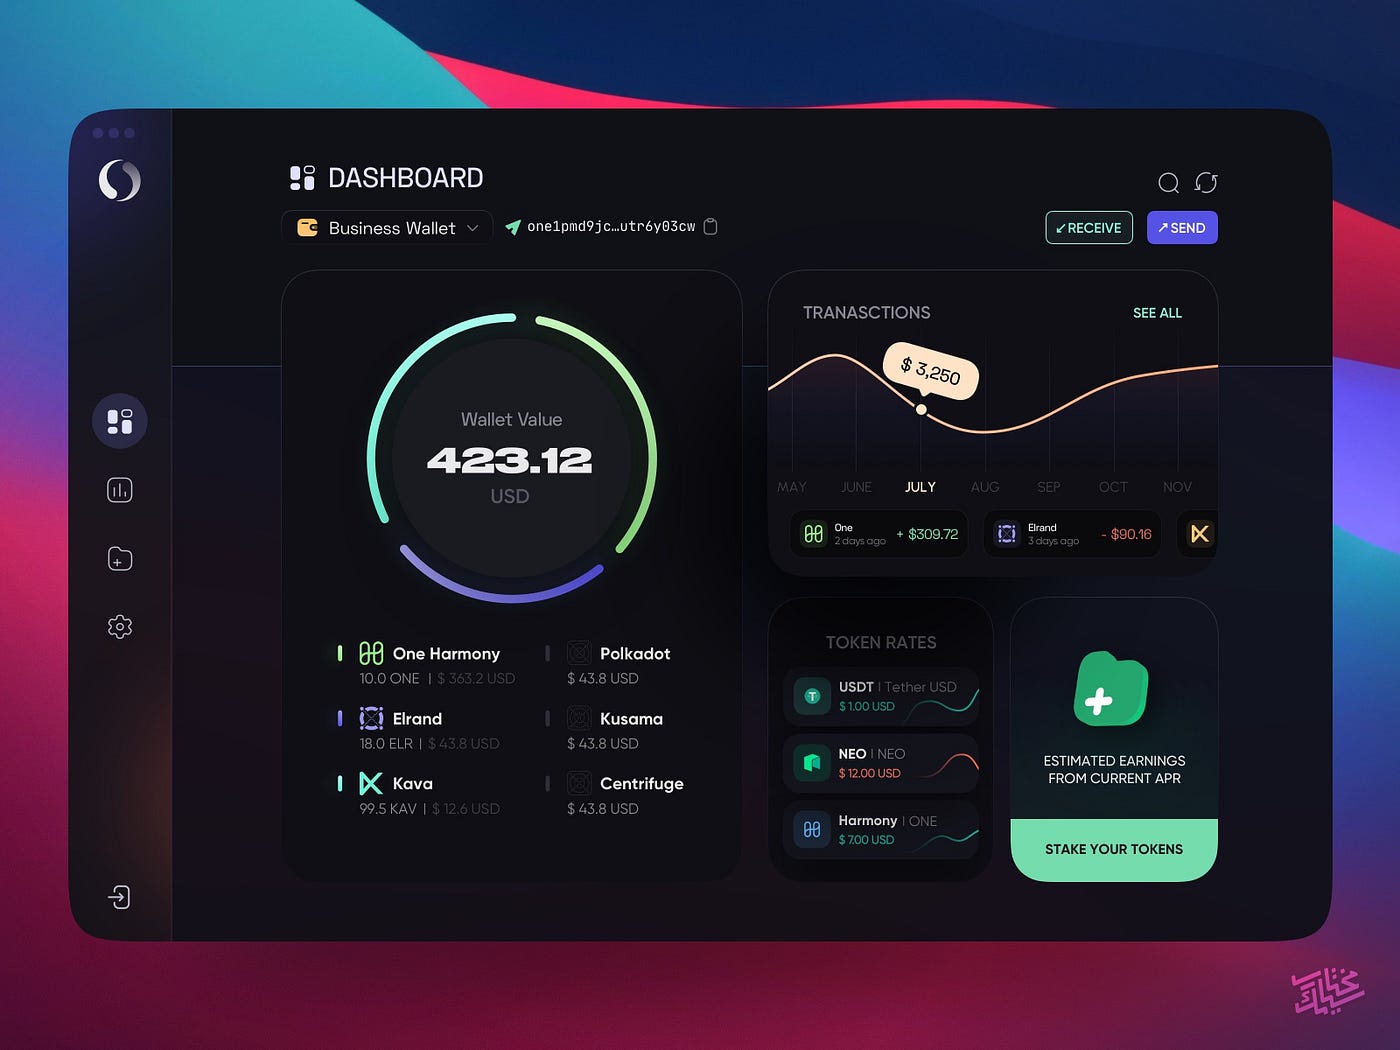 DASHBOARD
Business Wallet
one1pmd9jc…utr6y03cw
↙RECEIVE
↗SEND
Wallet Value
423.12
USD
One Harmony
10.0 ONE | $ 363.2 USD
Polkadot
$ 43.8 USD
Elrand
18.0 ELR | $ 43.8 USD
Kusama
$ 43.8 USD
Kava
99.5 KAV | $ 12.6 USD
Centrifuge
$ 43.8 USD
TRANASCTIONS
SEE ALL
$ 3,250
MAY JUNE JULY AUG SEP OCT NOV
One
2 days ago
+ $309.72
Elrand
3 days ago
- $90.16
TOKEN RATES
USDT | Tether USD
$ 1.00 USD
NEO | NEO
$ 12.00 USD
Harmony | ONE
$ 7.00 USD
ESTIMATED EARNINGS
FROM CURRENT APR
STAKE YOUR TOKENS